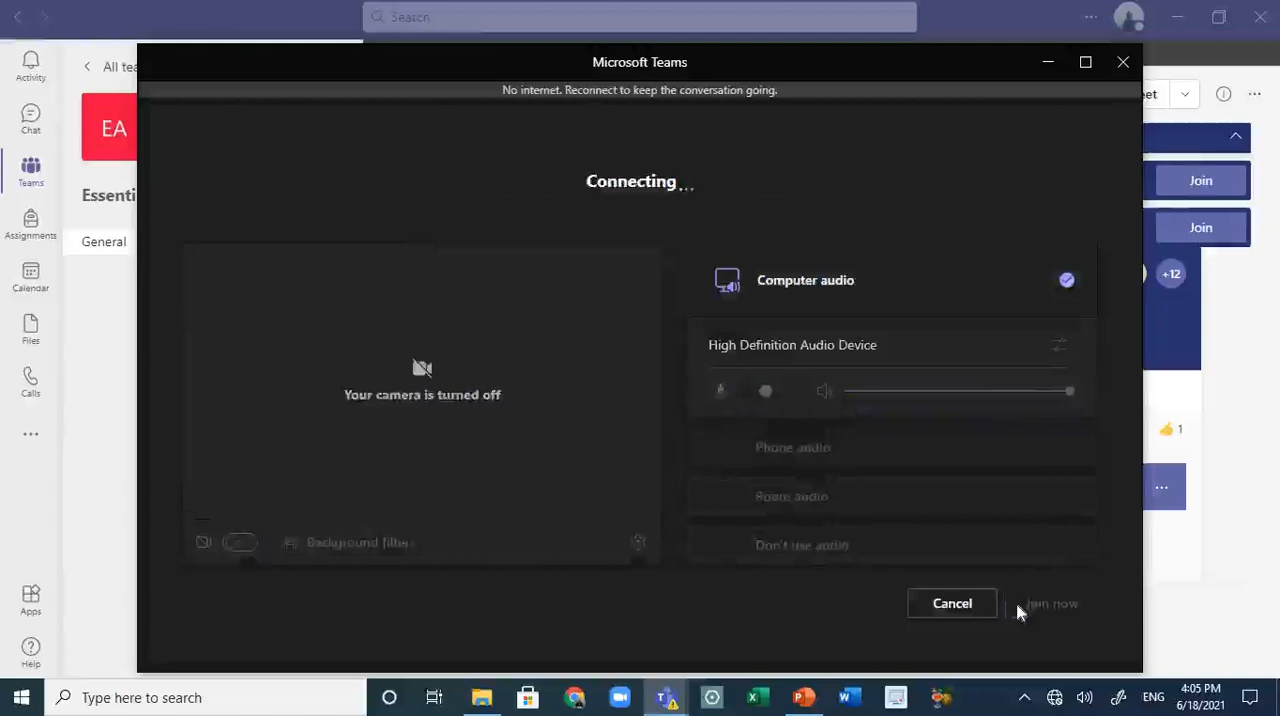 Search
Microsoft Teams
No internet. Reconnect to keep the conversation going.
Activity
Chat
Teams
Assignments
Calendar
Files
Calls
Apps
Help
All tea
EA
Essenti
General
Connecting...
Your camera is turned off
Background filters
Computer audio
High Definition Audio Device
Phone audio
Room audio
Don't use audio
Cancel
Join now
Join
Join
+12
1
Type here to search
ENG
4:05 PM
6/18/2021